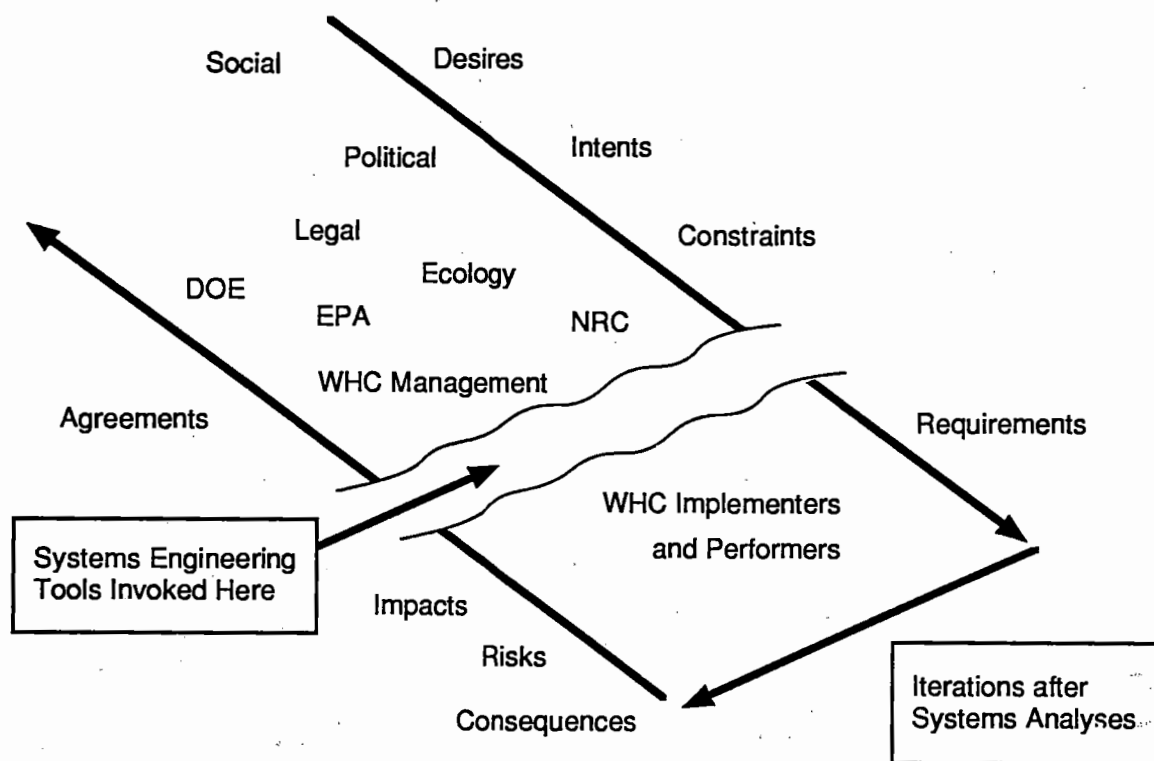 Social
Desires
Political
Intents
Legal
Constraints
Ecology
DOE
EPA
NRC
WHC Management
Agreements
Requirements
WHC Implementers
and Performers
Systems Engineering
Tools Invoked Here
Impacts
Risks
Consequences
Iterations after
Systems Analyses